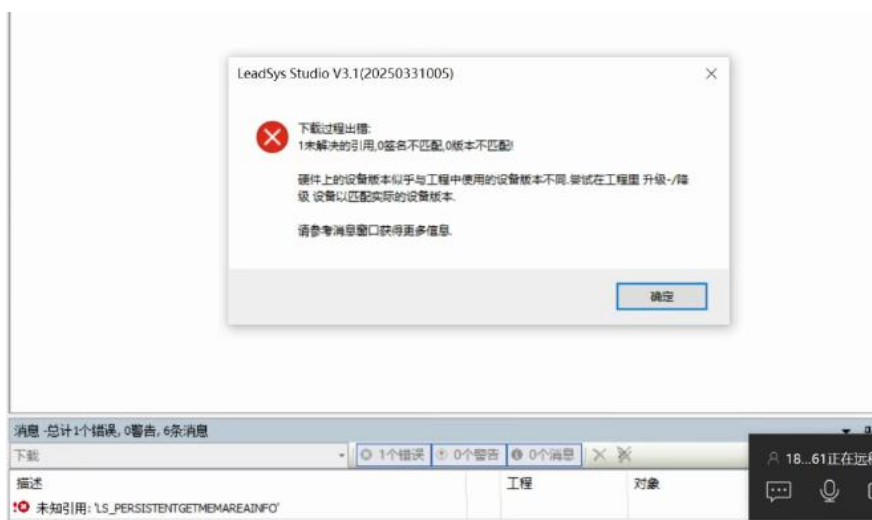 LeadSys Studio V3.1(20250331005)
下载过程出错:
1未解决的引用,0签名不匹配,0版本不匹配!
硬件上的设备版本似乎与工程中使用的设备版本不同.尝试在工程里 升级-/降
级 设备以匹配实际的设备版本.
请参考消息窗口获得更多信息.
确定
消息 -总计1个错误, 0警告, 6条消息
下载 1个错误 0个警告 0个消息
描述 工程 对象
未知引用: 'LS_PERSISTENTGETMEMAREAINFO'
18...61正在远